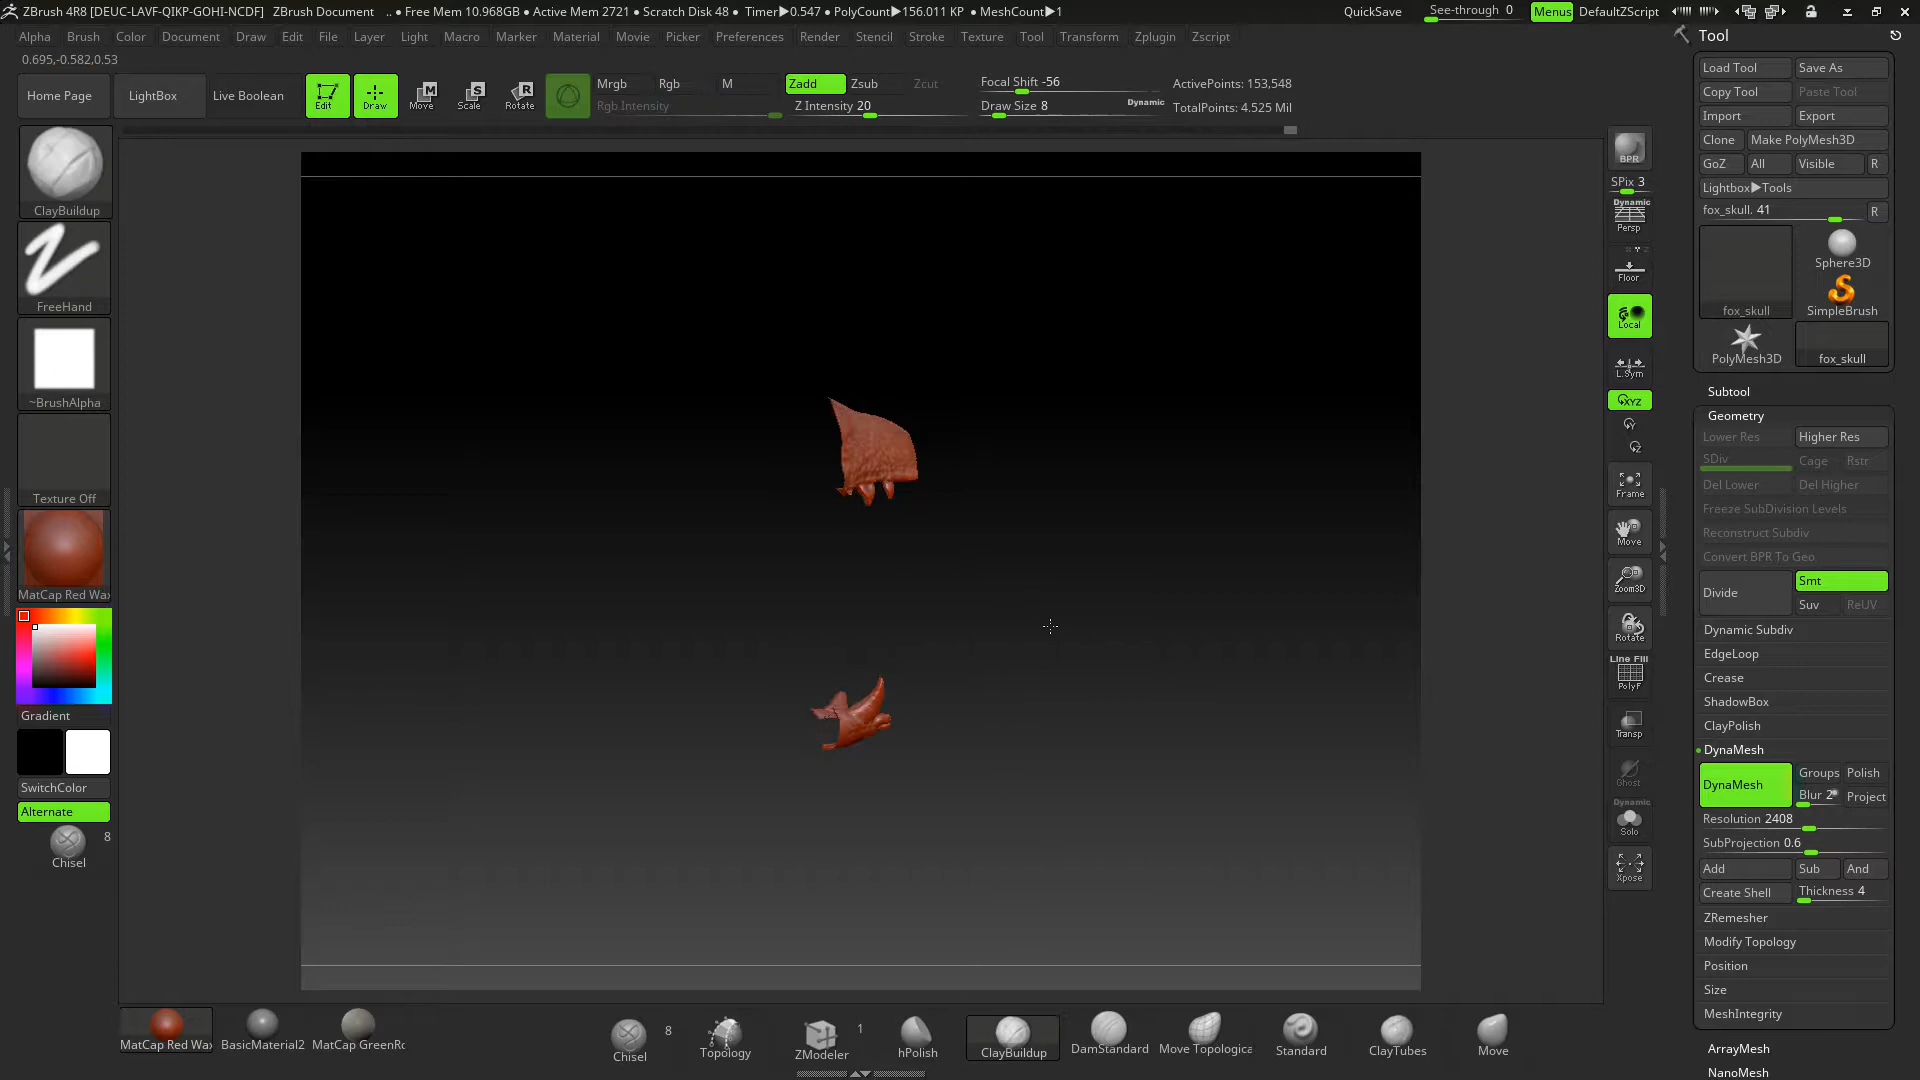 ZBrush 4R8 [DEUC-LAVF-QIKP-GOHI-NCDF] ZBrush Document .. ● Free Mem 10.968GB ● Active Mem 2721 ● Scratch Disk 48 ● Timer▶0.547 ● PolyCount▶156.011 KP ● MeshCount▶1 QuickSave See-through 0 Menus DefaultZScript
Alpha Brush Color Document Draw Edit File Layer Light Macro Marker Material Movie Picker Preferences Render Stencil Stroke Texture Tool Transform Zplugin Zscript
0.695,-0.582,0.53
Home Page LightBox Live Boolean Edit Draw Move Scale Rotate
Mrgb Rgb M Zadd Zsub Zcut Focal Shift -56 ActivePoints: 153,548
Rgb Intensity Z Intensity 20 Draw Size 8 Dynamic TotalPoints: 4.525 Mil
ClayBuildup
FreeHand
~BrushAlpha
Texture Off
MatCap Red Wax
Gradient
SwitchColor
Alternate
8
Chisel
BPR
SPix 3
Dynamic
Persp
Floor
Local
L.Sym
XYZ
Y
Z
Frame
Move
Zoom3D
Rotate
Line Fill
PolyF
Transp
Ghost
Dynamic
Solo
Xpose
Tool
Load Tool Save As
Copy Tool Paste Tool
Import Export
Clone Make PolyMesh3D
GoZ All Visible R
Lightbox▶Tools
fox_skull. 41 R
Sphere3D
fox_skull SimpleBrush
PolyMesh3D fox_skull
Subtool
Geometry
Lower Res Higher Res
SDiv Cage Rstr
Del Lower Del Higher
Freeze SubDivision Levels
Reconstruct Subdiv
Convert BPR To Geo
Divide Smt
Suv ReUV
Dynamic Subdiv
EdgeLoop
Crease
ShadowBox
ClayPolish
DynaMesh
DynaMesh Groups Polish
Blur 2 Project
Resolution 2408
SubProjection 0.6
Add Sub And
Create Shell Thickness 4
ZRemesher
Modify Topology
Position
Size
MeshIntegrity
ArrayMesh
NanoMesh
MatCap Red Wax BasicMaterial2 MatCap GreenRo
Chisel 8 Topology ZModeler 1 hPolish ClayBuildup DamStandard Move Topologica Standard ClayTubes Move